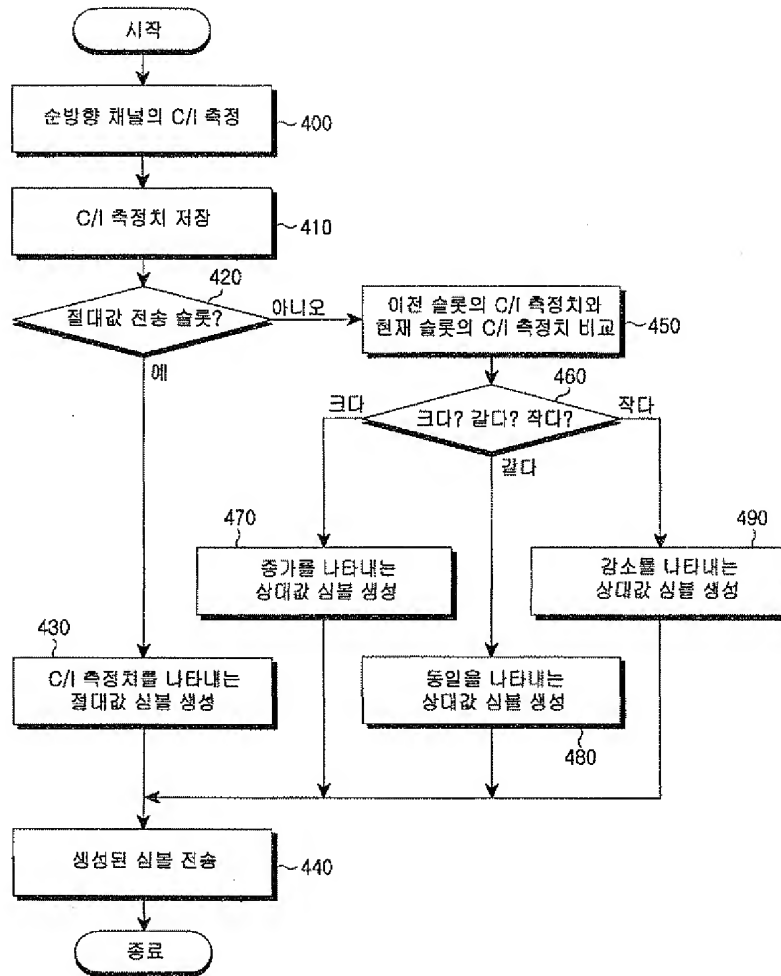 시작
순방향 채널의 C/I 측정
400
C/I 측정치 저장
410
420
절대값 전송 슬롯?
아니오
예
이전 슬롯의 C/I 측정치와
현재 슬롯의 C/I 측정치 비교
450
460
크다
크다? 같다? 작다?
작다
같다
470
증가를 나타내는
상대값 심볼 생성
490
감소를 나타내는
상대값 심볼 생성
430
C/I 측정치를 나타내는
절대값 심볼 생성
동일을 나타내는
상대값 심볼 생성
480
생성된 심볼 전송
440
종료